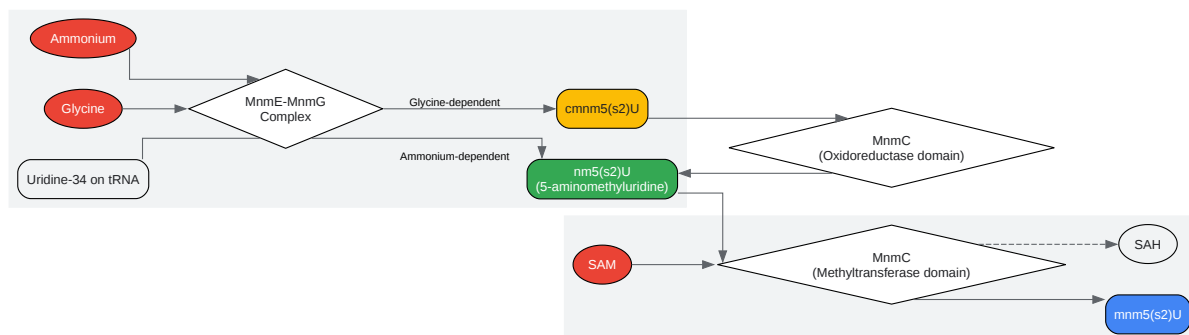 Ammonium
Glycine
MnmE-MnmG
Complex
Glycine-dependent
cmnm5(s2)U
MnmC
(Oxidoreductase domain)
Ammonium-dependent
Uridine-34 on tRNA
nm5(s2)U
(5-aminomethyluridine)
SAM
MnmC
(Methyltransferase domain)
SAH
mnm5(s2)U